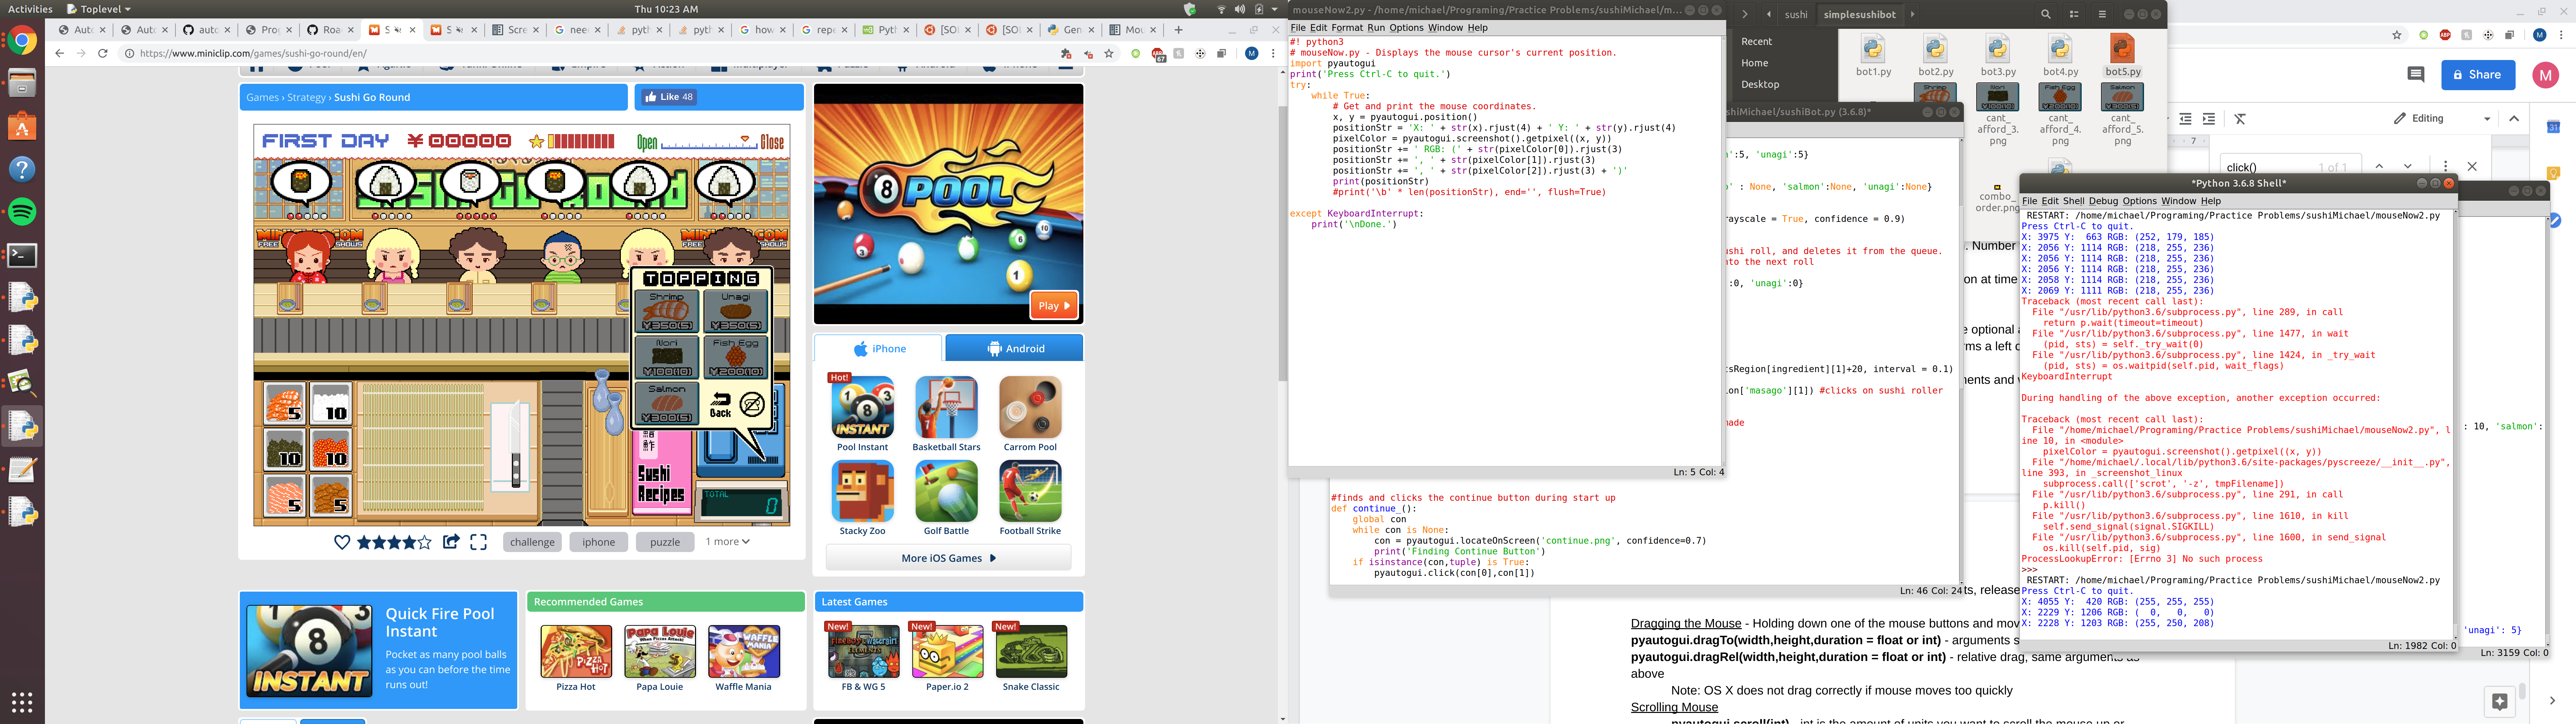 Activities
Toplevel
Thu 10:23 AM
https://www.miniclip.com/games/sushi-go-round/en/
Games › Strategy › Sushi Go Round
Like 48
FIRST DAY
¥ 00000
Open
Close
TOPPING
Shrimp
¥350(5)
Unagi
¥350(5)
Nori
¥100(10)
Fish Egg
¥200(10)
Salmon
¥300(5)
Back
5
10
10
10
5
5
Sushi
Recipes
TOTAL
0
challenge
iphone
puzzle
1 more
8
POOL
Play
iPhone
Android
Hot!
INSTANT
Pool Instant
Basketball Stars
Carrom Pool
Stacky Zoo
Golf Battle
Football Strike
More iOS Games
Quick Fire Pool
Instant
Pocket as many pool balls
as you can before the time
runs out!
Recommended Games
Pizza Hot
Papa Louie
Waffle Mania
Latest Games
New!
New!
New!
FB & WG 5
Paper.io 2
Snake Classic
mouseNow2.py - /home/michael/Programing/Practice Problems/sushiMichael/m...
File Edit Format Run Options Window Help
#! python3
# mouseNow.py - Displays the mouse cursor's current position.
import pyautogui
print('Press Ctrl-C to quit.')
try:
while True:
# Get and print the mouse coordinates.
x, y = pyautogui.position()
positionStr = 'X: ' + str(x).rjust(4) + ' Y: ' + str(y).rjust(4)
pixelColor = pyautogui.screenshot().getpixel((x, y))
positionStr += ' RGB: (' + str(pixelColor[0]).rjust(3)
positionStr += ', ' + str(pixelColor[1]).rjust(3)
positionStr += ', ' + str(pixelColor[2]).rjust(3) + ')'
print(positionStr)
#print('\b' * len(positionStr), end='', flush=True)
except KeyboardInterrupt:
print('\nDone.')
Ln: 5 Col: 4
#finds and clicks the continue button during start up
def continue_():
global con
while con is None:
con = pyautogui.locateOnScreen('continue.png', confidence=0.7)
print('Finding Continue Button')
if isinstance(con,tuple) is True:
pyautogui.click(con[0],con[1])
Ln: 46 Col: 24
shiMichael/sushiBot.py (3.6.8)*
':5, 'unagi':5}
' : None, 'salmon':None, 'unagi':None}
rayscale = True, confidence = 0.9)
ushi roll, and deletes it from the queue.
nto the next roll
:0, 'unagi':0}
tsRegion[ingredient][1]+20, interval = 0.1)
on['masago'][1]) #clicks on sushi roller
made
sushi
simplesushibot
Recent
Home
Desktop
bot1.py
bot2.py
bot3.py
bot4.py
bot5.py
cant_afford_3.png
cant_afford_4.png
cant_afford_5.png
combo_order.png
Share
M
Editing
click()
1 of 1
*Python 3.6.8 Shell*
File Edit Shell Debug Options Window Help
RESTART: /home/michael/Programing/Practice Problems/sushiMichael/mouseNow2.py
Press Ctrl-C to quit.
X: 3975 Y: 663 RGB: (252, 179, 185)
X: 2056 Y: 1114 RGB: (218, 255, 236)
X: 2056 Y: 1114 RGB: (218, 255, 236)
X: 2056 Y: 1114 RGB: (218, 255, 236)
X: 2058 Y: 1114 RGB: (218, 255, 236)
X: 2069 Y: 1111 RGB: (218, 255, 236)
Traceback (most recent call last):
File "/usr/lib/python3.6/subprocess.py", line 289, in call
return p.wait(timeout=timeout)
File "/usr/lib/python3.6/subprocess.py", line 1477, in wait
(pid, sts) = self._try_wait(0)
File "/usr/lib/python3.6/subprocess.py", line 1424, in _try_wait
(pid, sts) = os.waitpid(self.pid, wait_flags)
KeyboardInterrupt
During handling of the above exception, another exception occurred:
Traceback (most recent call last):
File "/home/michael/Programing/Practice Problems/sushiMichael/mouseNow2.py", l
ine 10, in <module>
pixelColor = pyautogui.screenshot().getpixel((x, y))
File "/home/michael/.local/lib/python3.6/site-packages/pyscreeze/__init__.py",
line 393, in _screenshot_linux
subprocess.call(['scrot', '-z', tmpFilename])
File "/usr/lib/python3.6/subprocess.py", line 291, in call
p.kill()
File "/usr/lib/python3.6/subprocess.py", line 1610, in kill
self.send_signal(signal.SIGKILL)
File "/usr/lib/python3.6/subprocess.py", line 1600, in send_signal
os.kill(self.pid, sig)
ProcessLookupError: [Errno 3] No such process
>>>
RESTART: /home/michael/Programing/Practice Problems/sushiMichael/mouseNow2.py
Press Ctrl-C to quit.
X: 4055 Y: 420 RGB: (255, 255, 255)
X: 2229 Y: 1206 RGB: ( 0, 0, 0)
X: 2228 Y: 1203 RGB: (255, 250, 208)
Ln: 1982 Col: 0
: 10, 'salmon':
'unagi': 5}
Ln: 3159 Col: 0
Dragging the Mouse - Holding down one of the mouse buttons and mov
pyautogui.dragTo(width,height,duration = float or int) - arguments s
pyautogui.dragRel(width,height,duration = float or int) - relative drag, same arguments as
above
Note: OS X does not drag correctly if mouse moves too quickly
Scrolling Mouse
pyautogui.scroll(int) - int is the amount of units you want to scroll the mouse up or